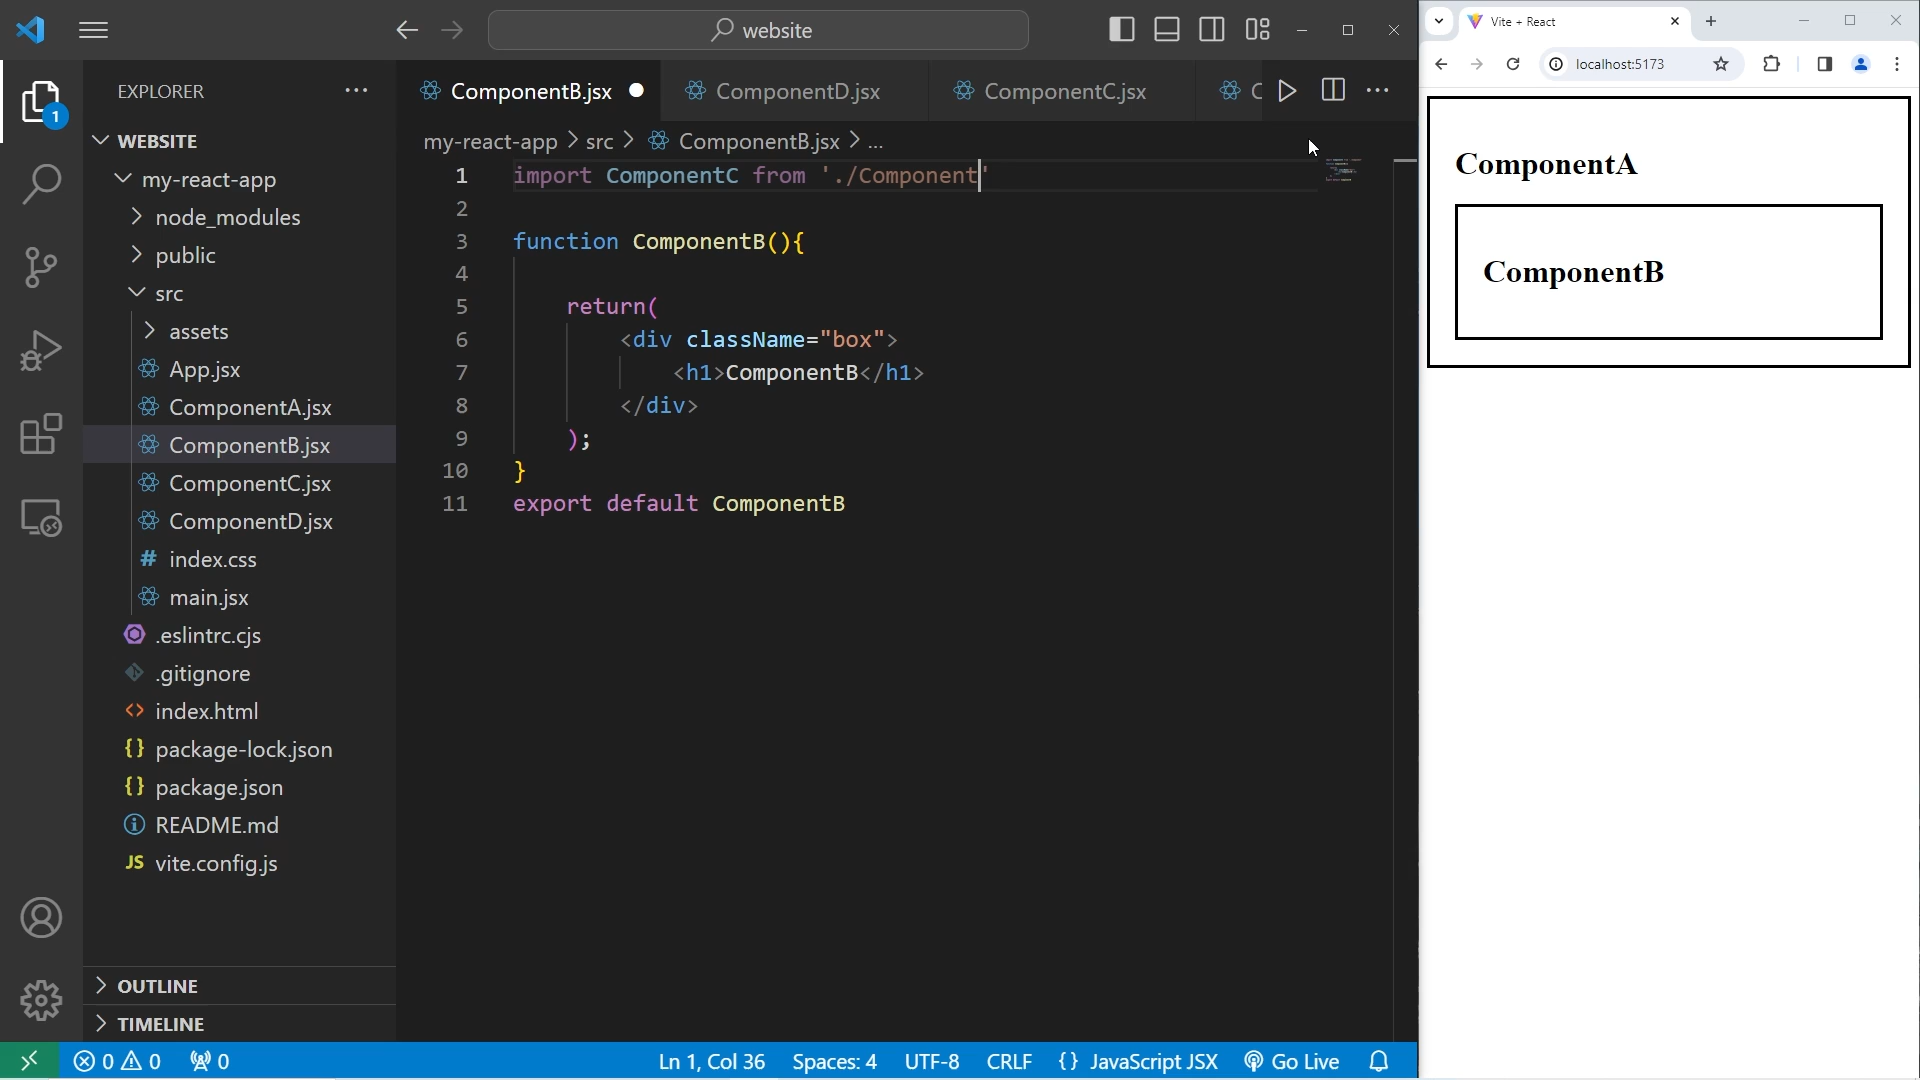 website
EXPLORER
1
WEBSITE
my-react-app
node_modules
public
src
assets
App.jsx
ComponentA.jsx
ComponentB.jsx
ComponentC.jsx
ComponentD.jsx
# index.css
main.jsx
.eslintrc.cjs
.gitignore
<> index.html
{} package-lock.json
{} package.json
README.md
JS vite.config.js
OUTLINE
TIMELINE
ComponentB.jsx ComponentD.jsx ComponentC.jsx C
my-react-app > src > ComponentB.jsx > ...
1 import ComponentC from './Component'
2
3 function ComponentB(){
4
5 return(
6 <div className="box">
7 <h1>ComponentB</h1>
8 </div>
9 );
10 }
11 export default ComponentB
0 0 0 Ln 1, Col 36 Spaces: 4 UTF-8 CRLF {} JavaScript JSX Go Live
Vite + React
localhost:5173
ComponentA
ComponentB